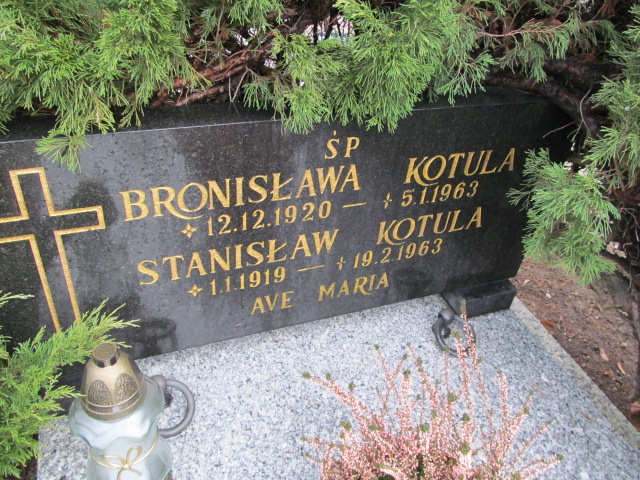 ŚP
BRONISŁAWA KOTULA
✧ 12.12.1920 — ✝ 5.1.1963
STANISŁAW KOTULA
✧ 1.1.1919 — ✝ 19.2.1963
AVE MARIA